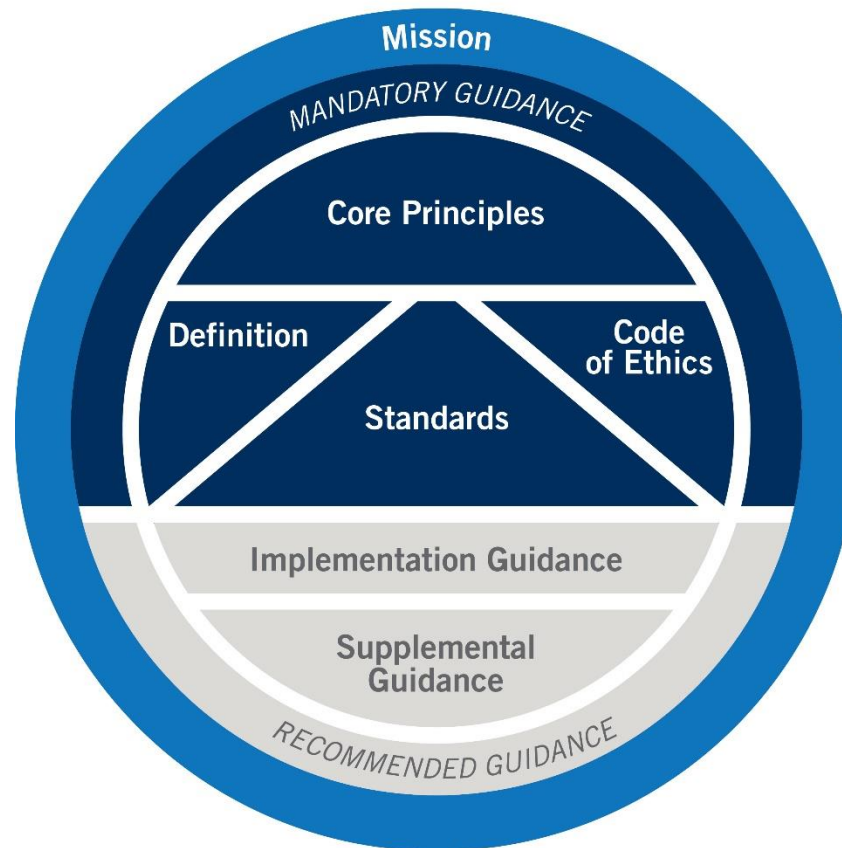 Mission
MANDATORY GUIDANCE
Core Principles
Definition
Code
of Ethics
Standards
Implementation Guidance
Supplemental
Guidance
RECOMMENDED GUIDANCE